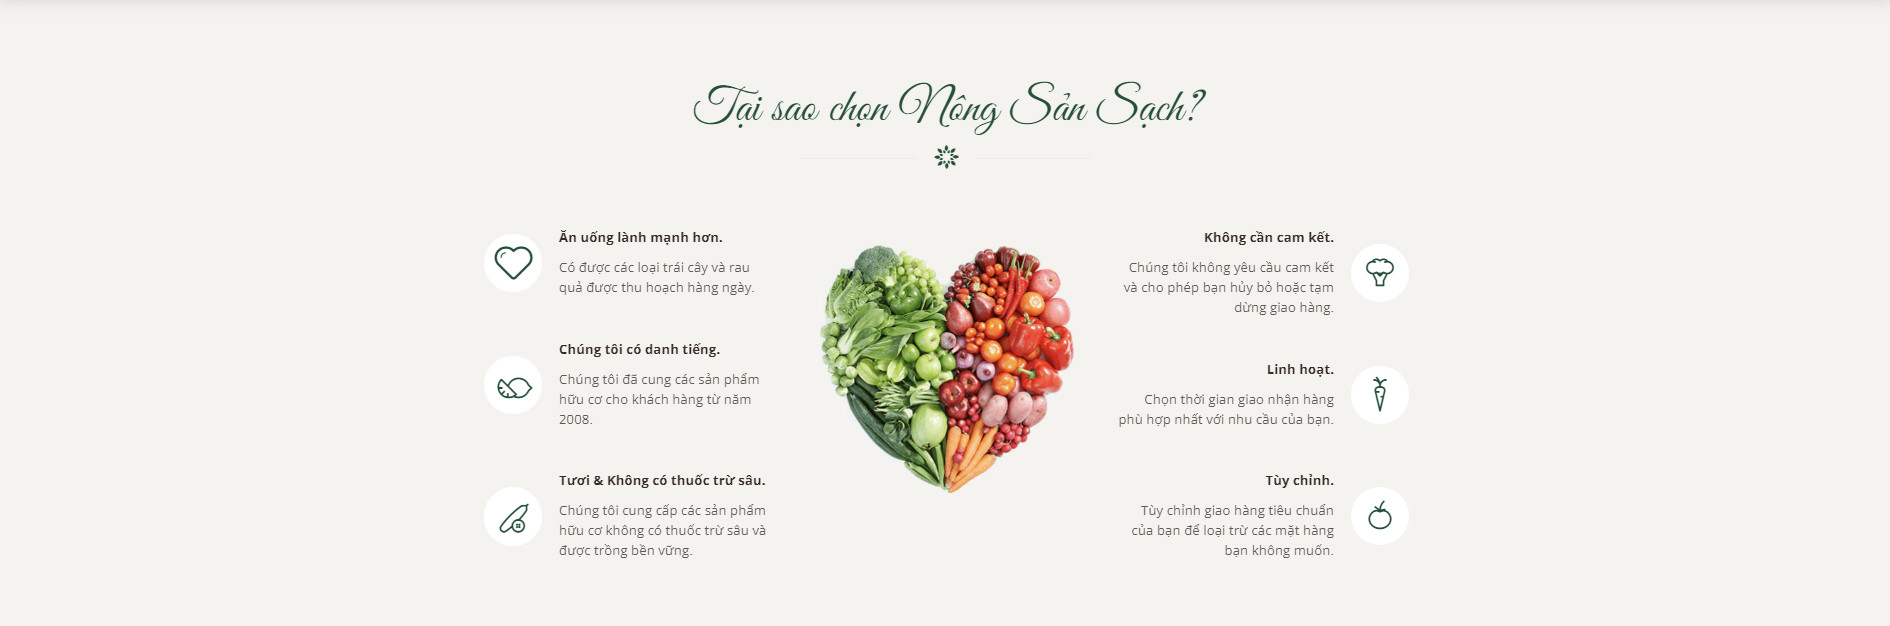 Tại sao chọn Nông Sản Sạch?
Ăn uống lành mạnh hơn.
Có được các loại trái cây và rau
quả được thu hoạch hàng ngày.
Chúng tôi có danh tiếng.
Chúng tôi đã cung các sản phẩm
hữu cơ cho khách hàng từ năm
2008.
Tươi & Không có thuốc trừ sâu.
Chúng tôi cung cấp các sản phẩm
hữu cơ không có thuốc trừ sâu và
được trồng bền vững.
Không cần cam kết.
Chúng tôi không yêu cầu cam kết
và cho phép bạn hủy bỏ hoặc tạm
dừng giao hàng.
Linh hoạt.
Chọn thời gian giao nhận hàng
phù hợp nhất với nhu cầu của bạn.
Tùy chỉnh.
Tùy chỉnh giao hàng tiêu chuẩn
của bạn để loại trừ các mặt hàng
bạn không muốn.